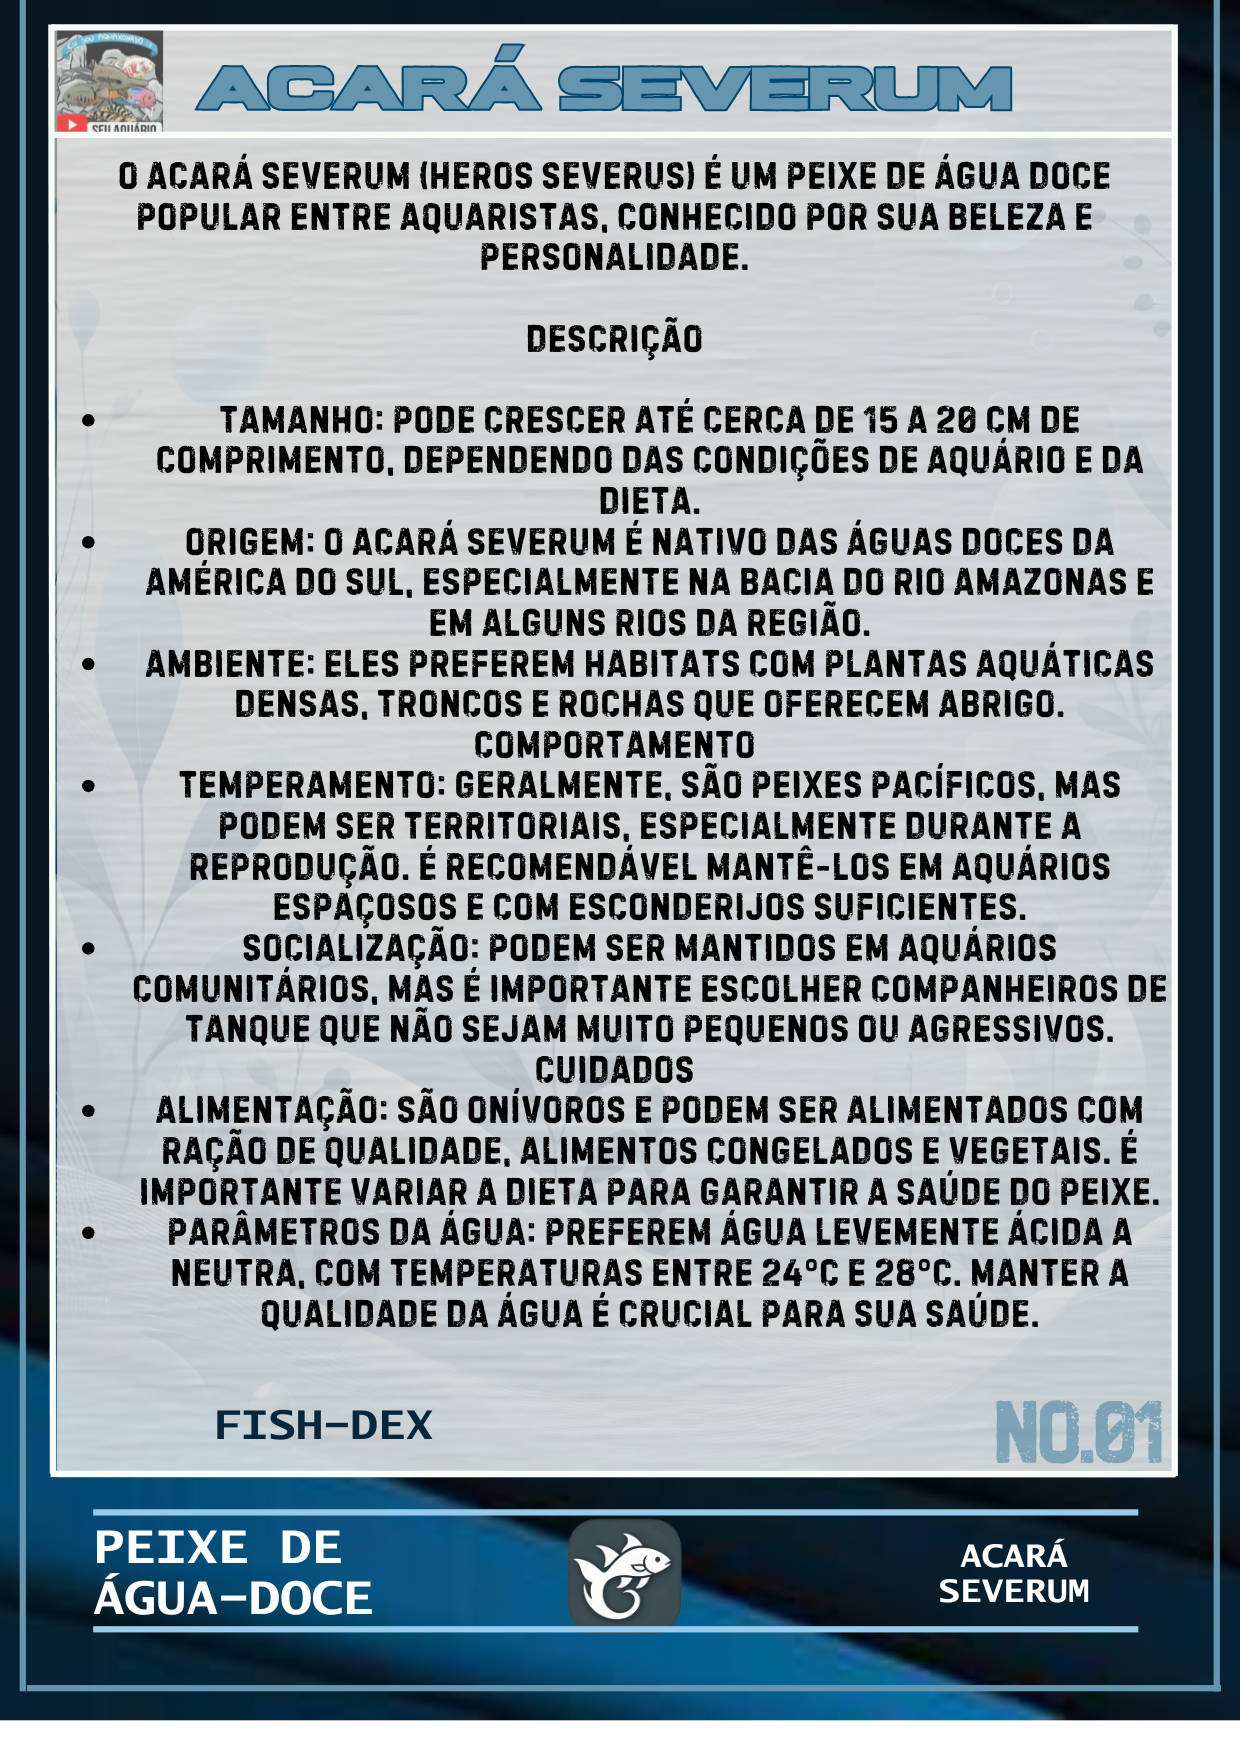 EU SOU AQUAIXONADO
SEU AQUÁRIO
ACARÁ SEVERUM
O ACARÁ SEVERUM (HEROS SEVERUS) É UM PEIXE DE ÁGUA DOCE
POPULAR ENTRE AQUARISTAS, CONHECIDO POR SUA BELEZA E
PERSONALIDADE.
DESCRIÇÃO
• TAMANHO: PODE CRESCER ATÉ CERCA DE 15 A 20 CM DE
COMPRIMENTO, DEPENDENDO DAS CONDIÇÕES DE AQUÁRIO E DA
DIETA.
• ORIGEM: O ACARÁ SEVERUM É NATIVO DAS ÁGUAS DOCES DA
AMÉRICA DO SUL, ESPECIALMENTE NA BACIA DO RIO AMAZONAS E
EM ALGUNS RIOS DA REGIÃO.
• AMBIENTE: ELES PREFEREM HABITATS COM PLANTAS AQUÁTICAS
DENSAS, TRONCOS E ROCHAS QUE OFERECEM ABRIGO.
COMPORTAMENTO
• TEMPERAMENTO: GERALMENTE, SÃO PEIXES PACÍFICOS, MAS
PODEM SER TERRITORIAIS, ESPECIALMENTE DURANTE A
REPRODUÇÃO. É RECOMENDÁVEL MANTÊ-LOS EM AQUÁRIOS
ESPAÇOSOS E COM ESCONDERIJOS SUFICIENTES.
• SOCIALIZAÇÃO: PODEM SER MANTIDOS EM AQUÁRIOS
COMUNITÁRIOS, MAS É IMPORTANTE ESCOLHER COMPANHEIROS DE
TANQUE QUE NÃO SEJAM MUITO PEQUENOS OU AGRESSIVOS.
CUIDADOS
• ALIMENTAÇÃO: SÃO ONÍVOROS E PODEM SER ALIMENTADOS COM
RAÇÃO DE QUALIDADE, ALIMENTOS CONGELADOS E VEGETAIS. É
IMPORTANTE VARIAR A DIETA PARA GARANTIR A SAÚDE DO PEIXE.
• PARÂMETROS DA ÁGUA: PREFEREM ÁGUA LEVEMENTE ÁCIDA A
NEUTRA, COM TEMPERATURAS ENTRE 24°C E 28°C. MANTER A
QUALIDADE DA ÁGUA É CRUCIAL PARA SUA SAÚDE.
FISH-DEX
NO.01
PEIXE DE
ÁGUA-DOCE
ACARÁ
SEVERUM